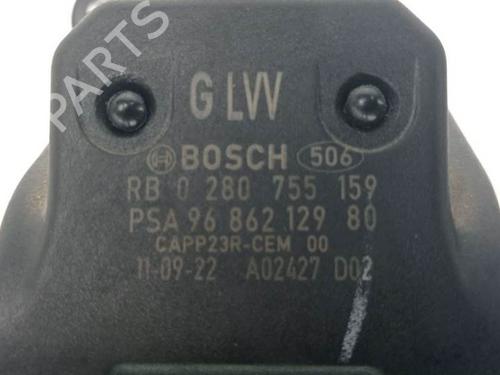 PARTS
G LVV
BOSCH 506
RB 0 280 755 159
PSA 96 862 129 80
CAPP23R-CEM 00
11-09-22 A02427 D02